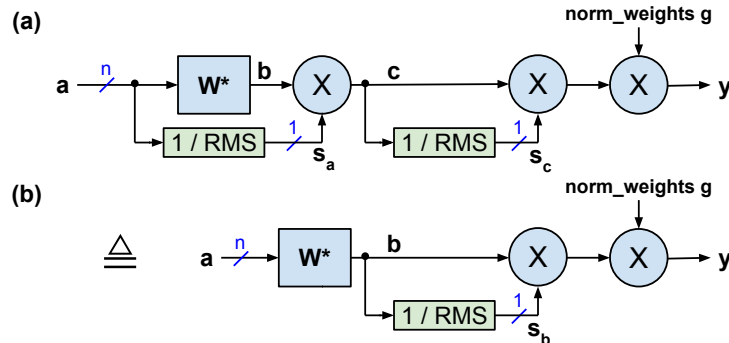 (a)
norm_weights g
a
n
W*
b
X
c
X
X
y
1 / RMS
1
s_a
1 / RMS
1
s_c
(b)
norm_weights g
≜
a
n
W*
b
X
X
y
1 / RMS
1
s_b